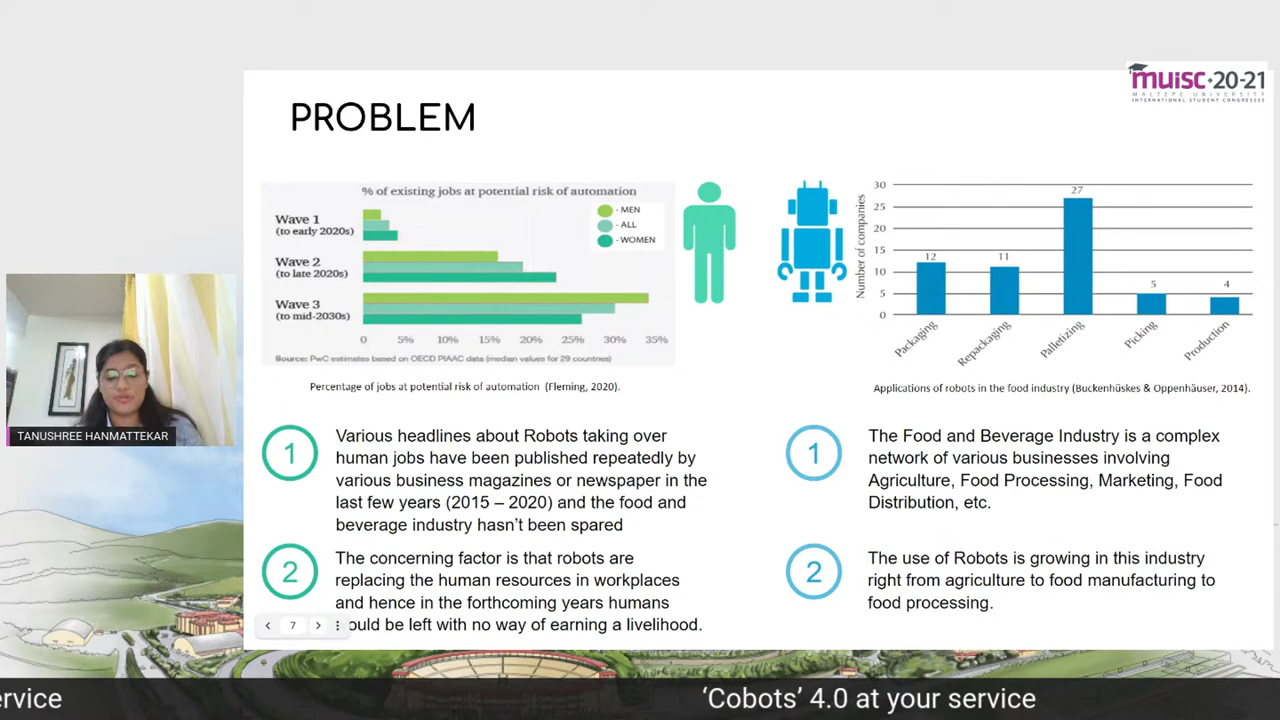 muisc·20-21
MALTEPE UNIVERSITY
INTERNATIONAL STUDENT CONGRESSES
PROBLEM
% of existing jobs at potential risk of automation
- MEN
- ALL
- WOMEN
Wave 1
(to early 2020s)
Wave 2
(to late 2020s)
Wave 3
(to mid-2030s)
0 5% 10% 15% 20% 25% 30% 35%
Source: PwC estimates based on OECD PIAAC data (median values for 29 countries)
Percentage of jobs at potential risk of automation (Fleming, 2020).
Number of companies
30
25
20
15
10
5
0
12
11
27
5
4
Packaging
Repackaging
Palletizing
Picking
Production
Applications of robots in the food industry (Buckenhüskes & Oppenhäuser, 2014).
1
Various headlines about Robots taking over
human jobs have been published repeatedly by
various business magazines or newspaper in the
last few years (2015 – 2020) and the food and
beverage industry hasn't been spared
2
The concerning factor is that robots are
replacing the human resources in workplaces
and hence in the forthcoming years humans
ould be left with no way of earning a livelihood.
1
The Food and Beverage Industry is a complex
network of various businesses involving
Agriculture, Food Processing, Marketing, Food
Distribution, etc.
2
The use of Robots is growing in this industry
right from agriculture to food manufacturing to
food processing.
7
TANUSHREE HANMATTEKAR
ervice
‘Cobots’ 4.0 at your service